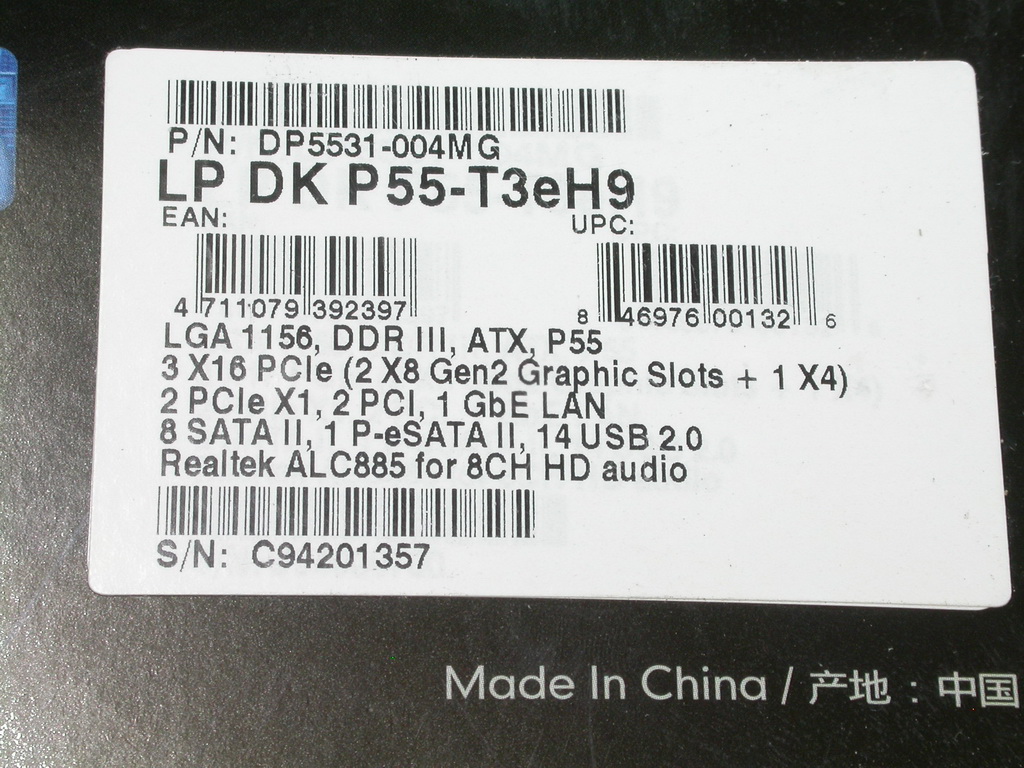 P/N: DP5531-004MG
LP DK P55-T3eH9
EAN: UPC:
4 711079 392397 8 46976 00132 6
LGA 1156, DDR III, ATX, P55
3 X16 PCIe (2 X8 Gen2 Graphic Slots + 1 X4)
2 PCIe X1, 2 PCI, 1 GbE LAN
8 SATA II, 1 P-eSATA II, 14 USB 2.0
Realtek ALC885 for 8CH HD audio
S/N: C94201357
Made In China / 产地 : 中国